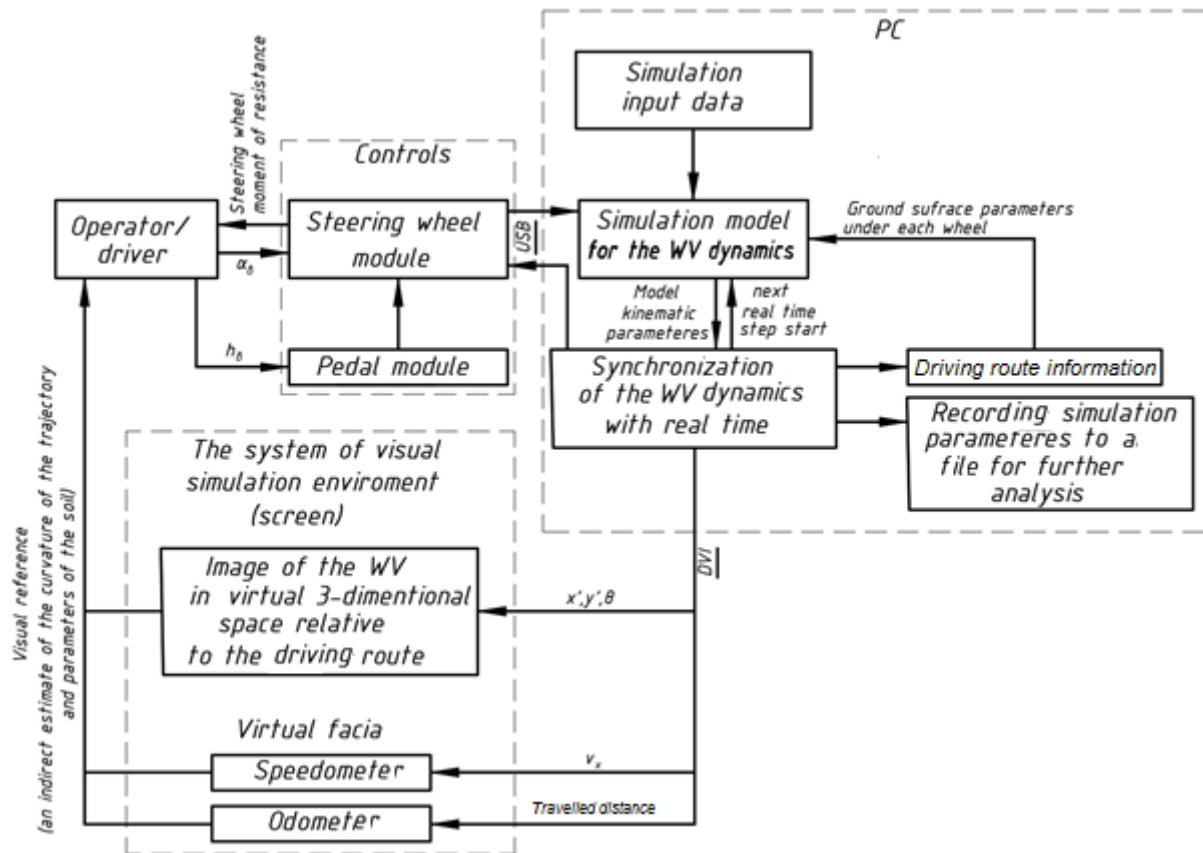 PC
Simulation
input data
Steering wheel
moment of resistance
Controls
Operator/
driver
αв
Steering wheel
module
USB
Simulation model
for the WV dynamics
Ground sufrace parameters
under each wheel
Model
kinematic
parameteres
next
real time
step start
hв
Pedal module
Synchronization
of the WV dynamics
with real time
Driving route information
Recording simulation
parameteres to a
file for further
analysis
The system of visual
simulation enviroment
(screen)
DVI
Visual reference
(an indirect estimate of the curvature of the trajectory
and parameters of the soil)
Image of the WV
in virtual 3-dimentional
space relative
to the driving route
x',y',θ
Virtual facia
Speedometer
vx
Odometer
Travelled distance